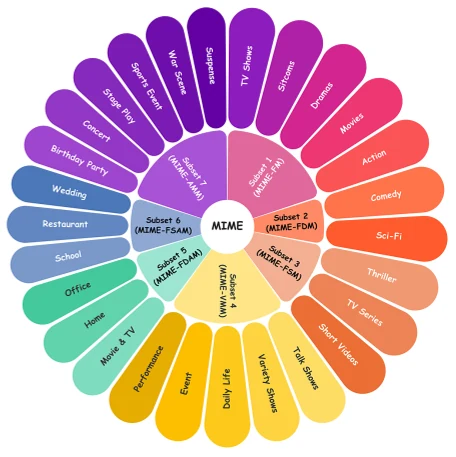 MIME
Subset 1
(MIME-FM)
Subset 2
(MIME-FDM)
Subset 3
(MIME-FSM)
Subset 4
(MIME-VMM)
Subset 5
(MIME-FDAM)
Subset 6
(MIME-FSAM)
Subset 7
(MIME-AMM)
TV Shows
Sitcoms
Dramas
Movies
Action
Comedy
Sci-Fi
Thriller
TV Series
Short Videos
Talk Shows
Variety Shows
Daily Life
Event
Performance
Movie & TV
Home
Office
School
Restaurant
Wedding
Birthday Party
Concert
Stage Play
Sports Event
War Scene
Suspense